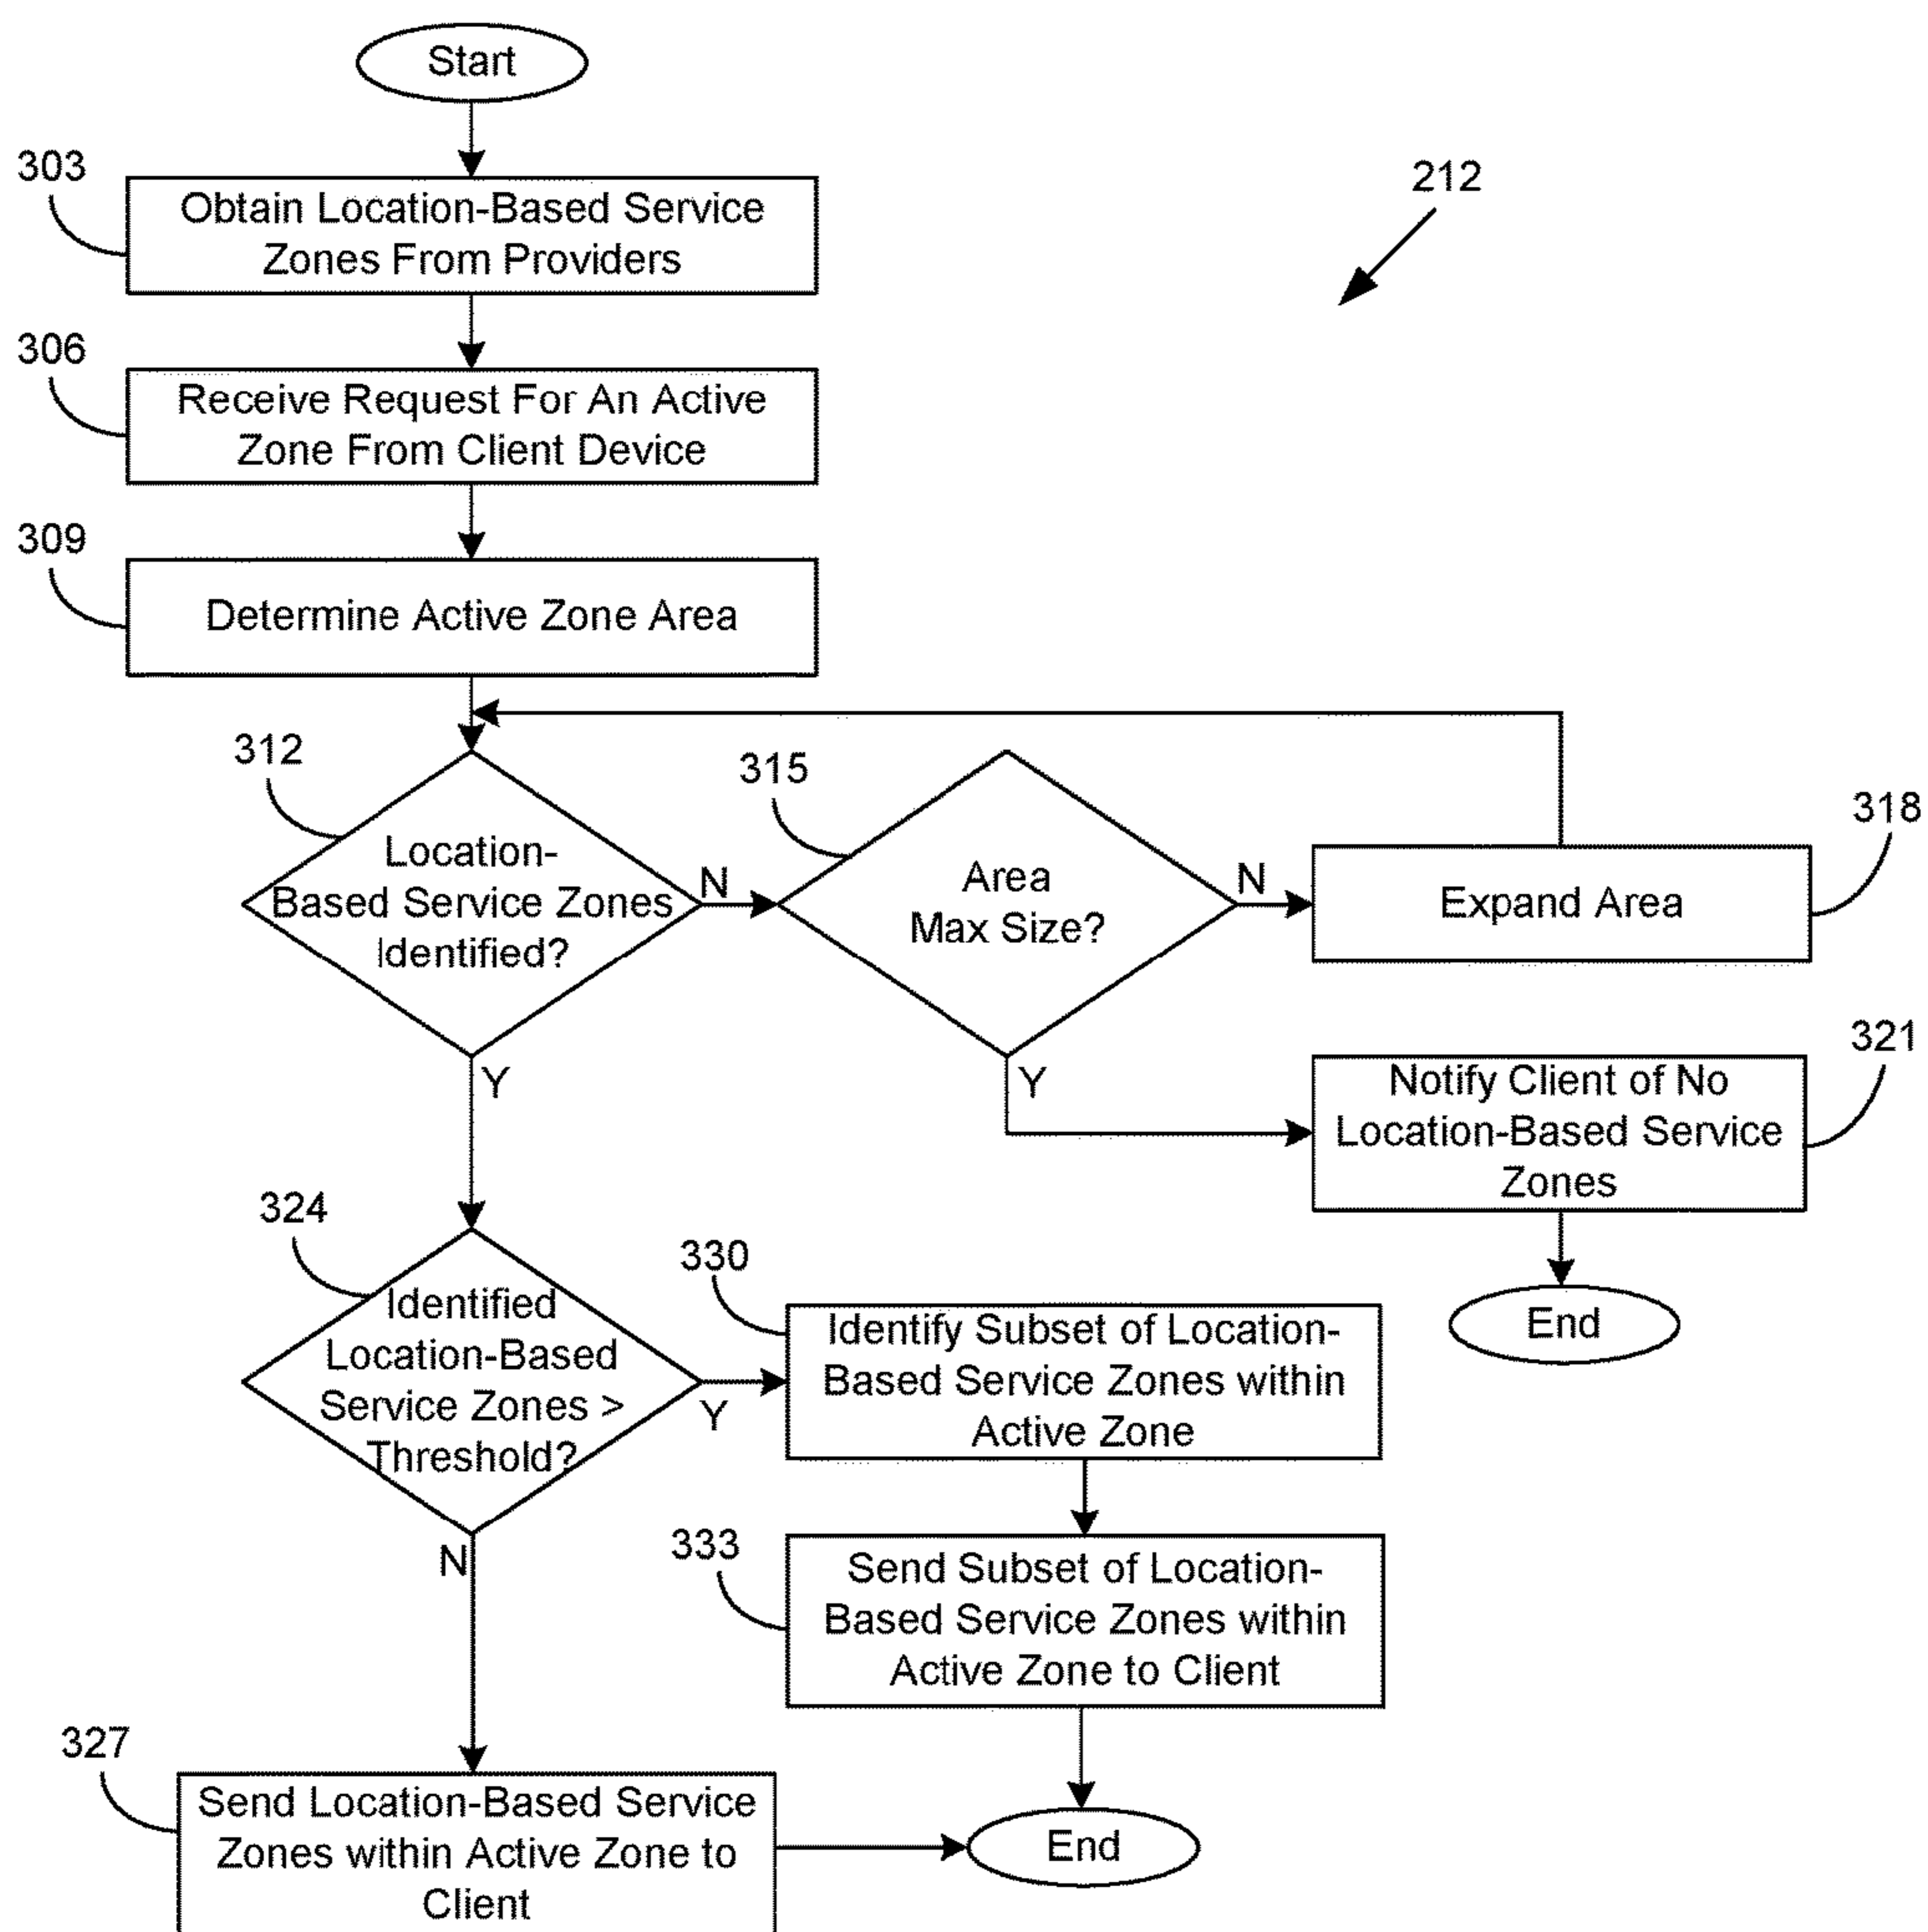 Start
303
Obtain Location-Based Service
Zones From Providers
212
306
Receive Request For An Active
Zone From Client Device
309
Determine Active Zone Area
312
Location-
Based Service Zones
Identified?
N
Y
315
Area
Max Size?
N
Y
318
Expand Area
321
Notify Client of No
Location-Based Service
Zones
End
324
Identified
Location-Based
Service Zones >
Threshold?
Y
N
330
Identify Subset of Location-
Based Service Zones within
Active Zone
333
Send Subset of Location-
Based Service Zones within
Active Zone to Client
327
Send Location-Based Service
Zones within Active Zone to
Client
End